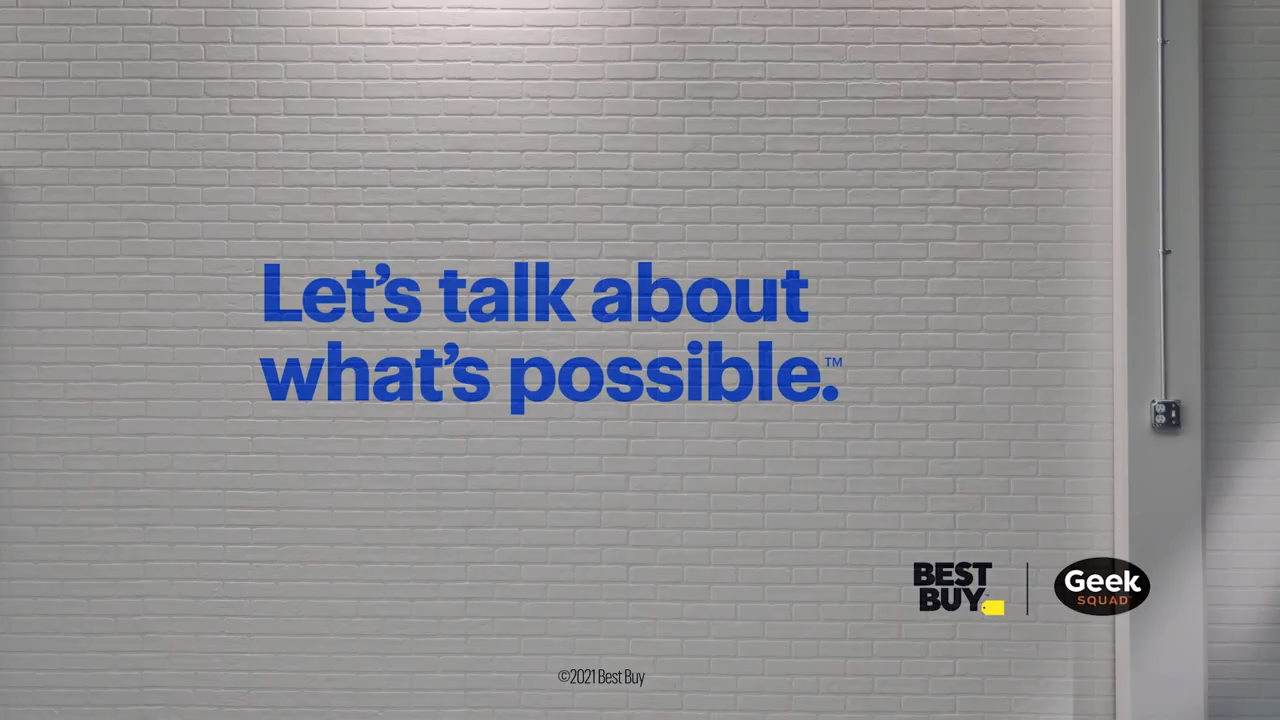 Let's talk about
what's possible.™
BEST
BUY
Geek
SQUAD
©2021 Best Buy